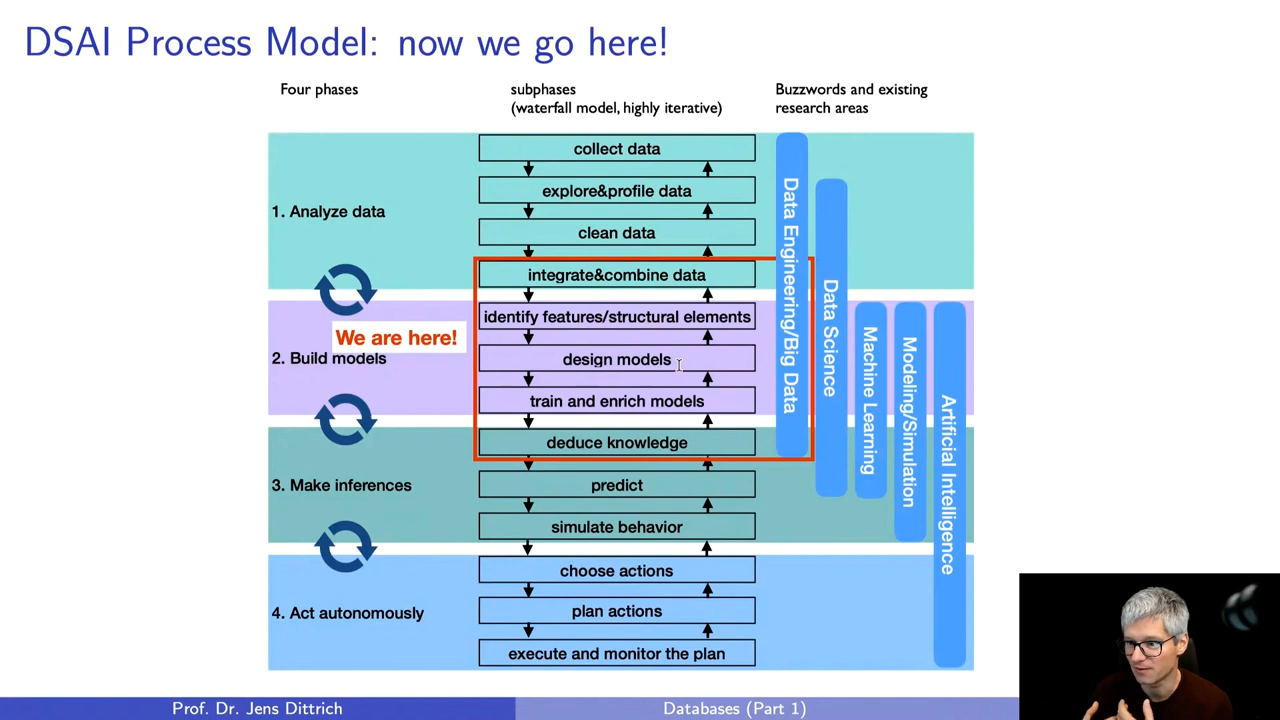 DSAI Process Model: now we go here!
Four phases
subphases
(waterfall model, highly iterative)
Buzzwords and existing
research areas
1. Analyze data
collect data
explore&profile data
clean data
integrate&combine data
We are here!
2. Build models
identify features/structural elements
design models
train and enrich models
3. Make inferences
deduce knowledge
predict
simulate behavior
4. Act autonomously
choose actions
plan actions
execute and monitor the plan
Data Engineering/Big Data
Data Science
Machine Learning
Modeling/Simulation
Artificial Intelligence
Prof. Dr. Jens Dittrich
Databases (Part 1)